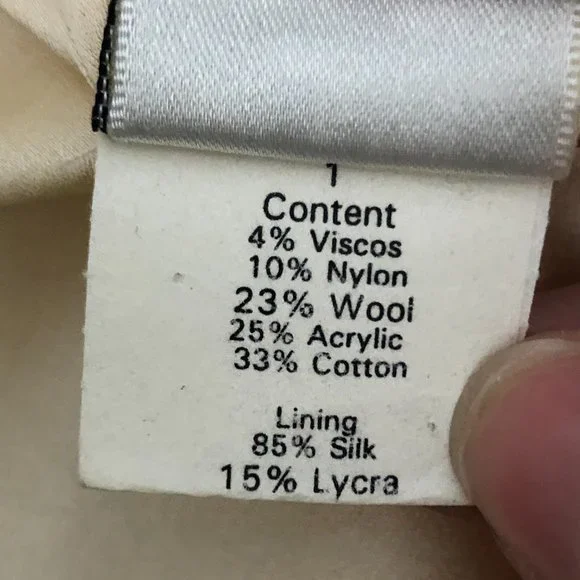 1
Content
4% Viscos
10% Nylon
23% Wool
25% Acrylic
33% Cotton
Lining
85% Silk
15% Lycra